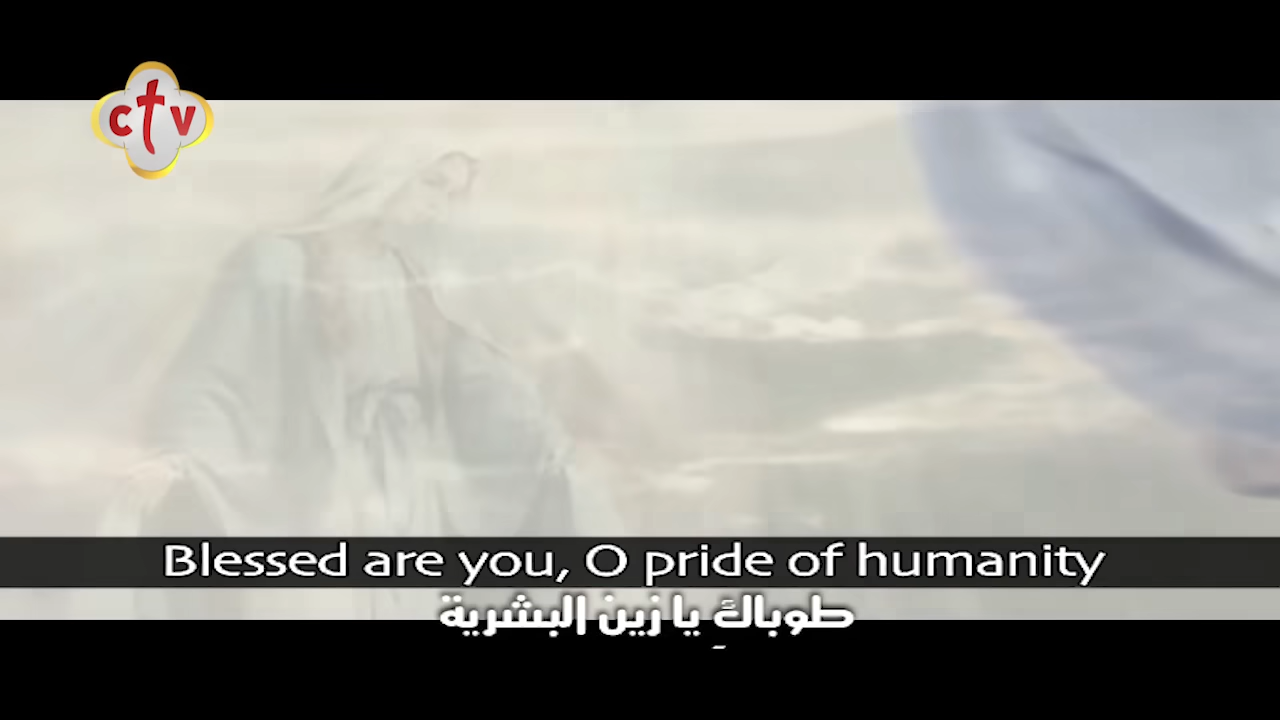 ctv
Blessed are you, O pride of humanity
طوباكِ يا زين البشرية